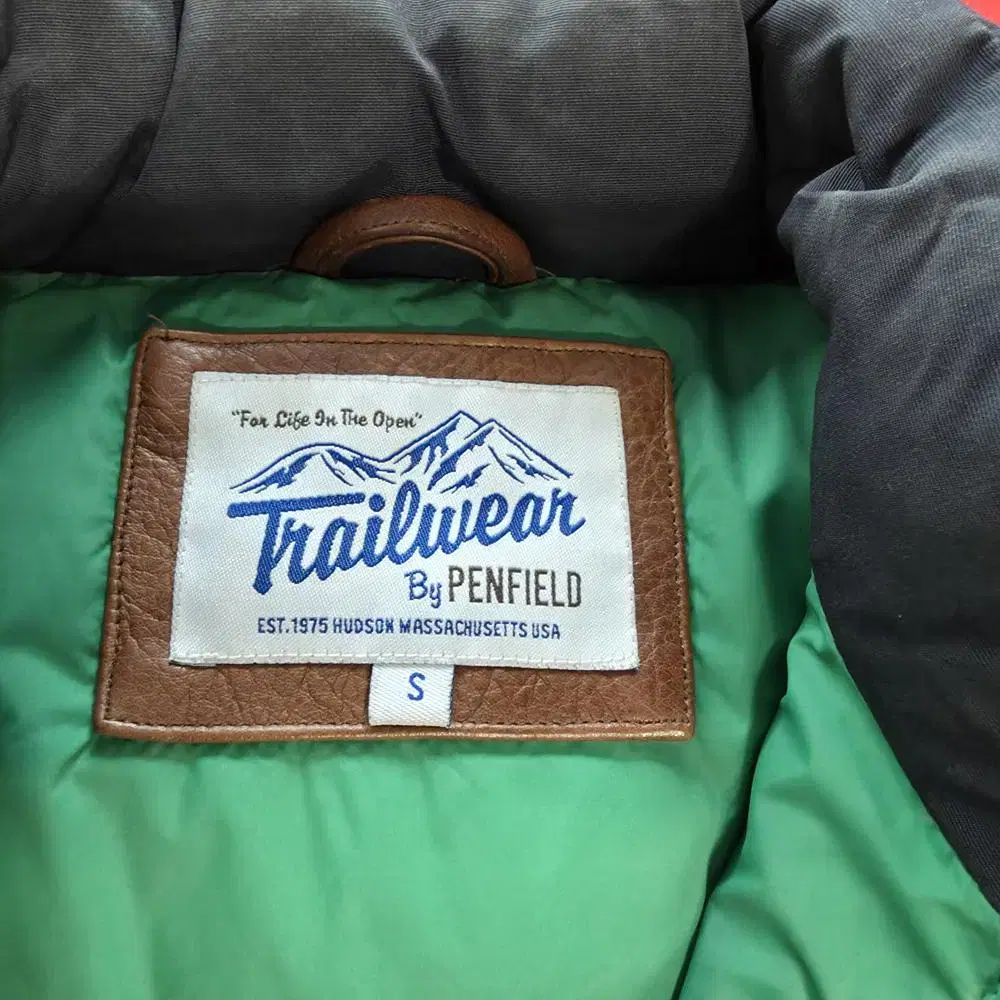 "For Life In The Open"
Trailwear
By PENFIELD
EST.1975 HUDSON MASSACHUSETTS USA
S